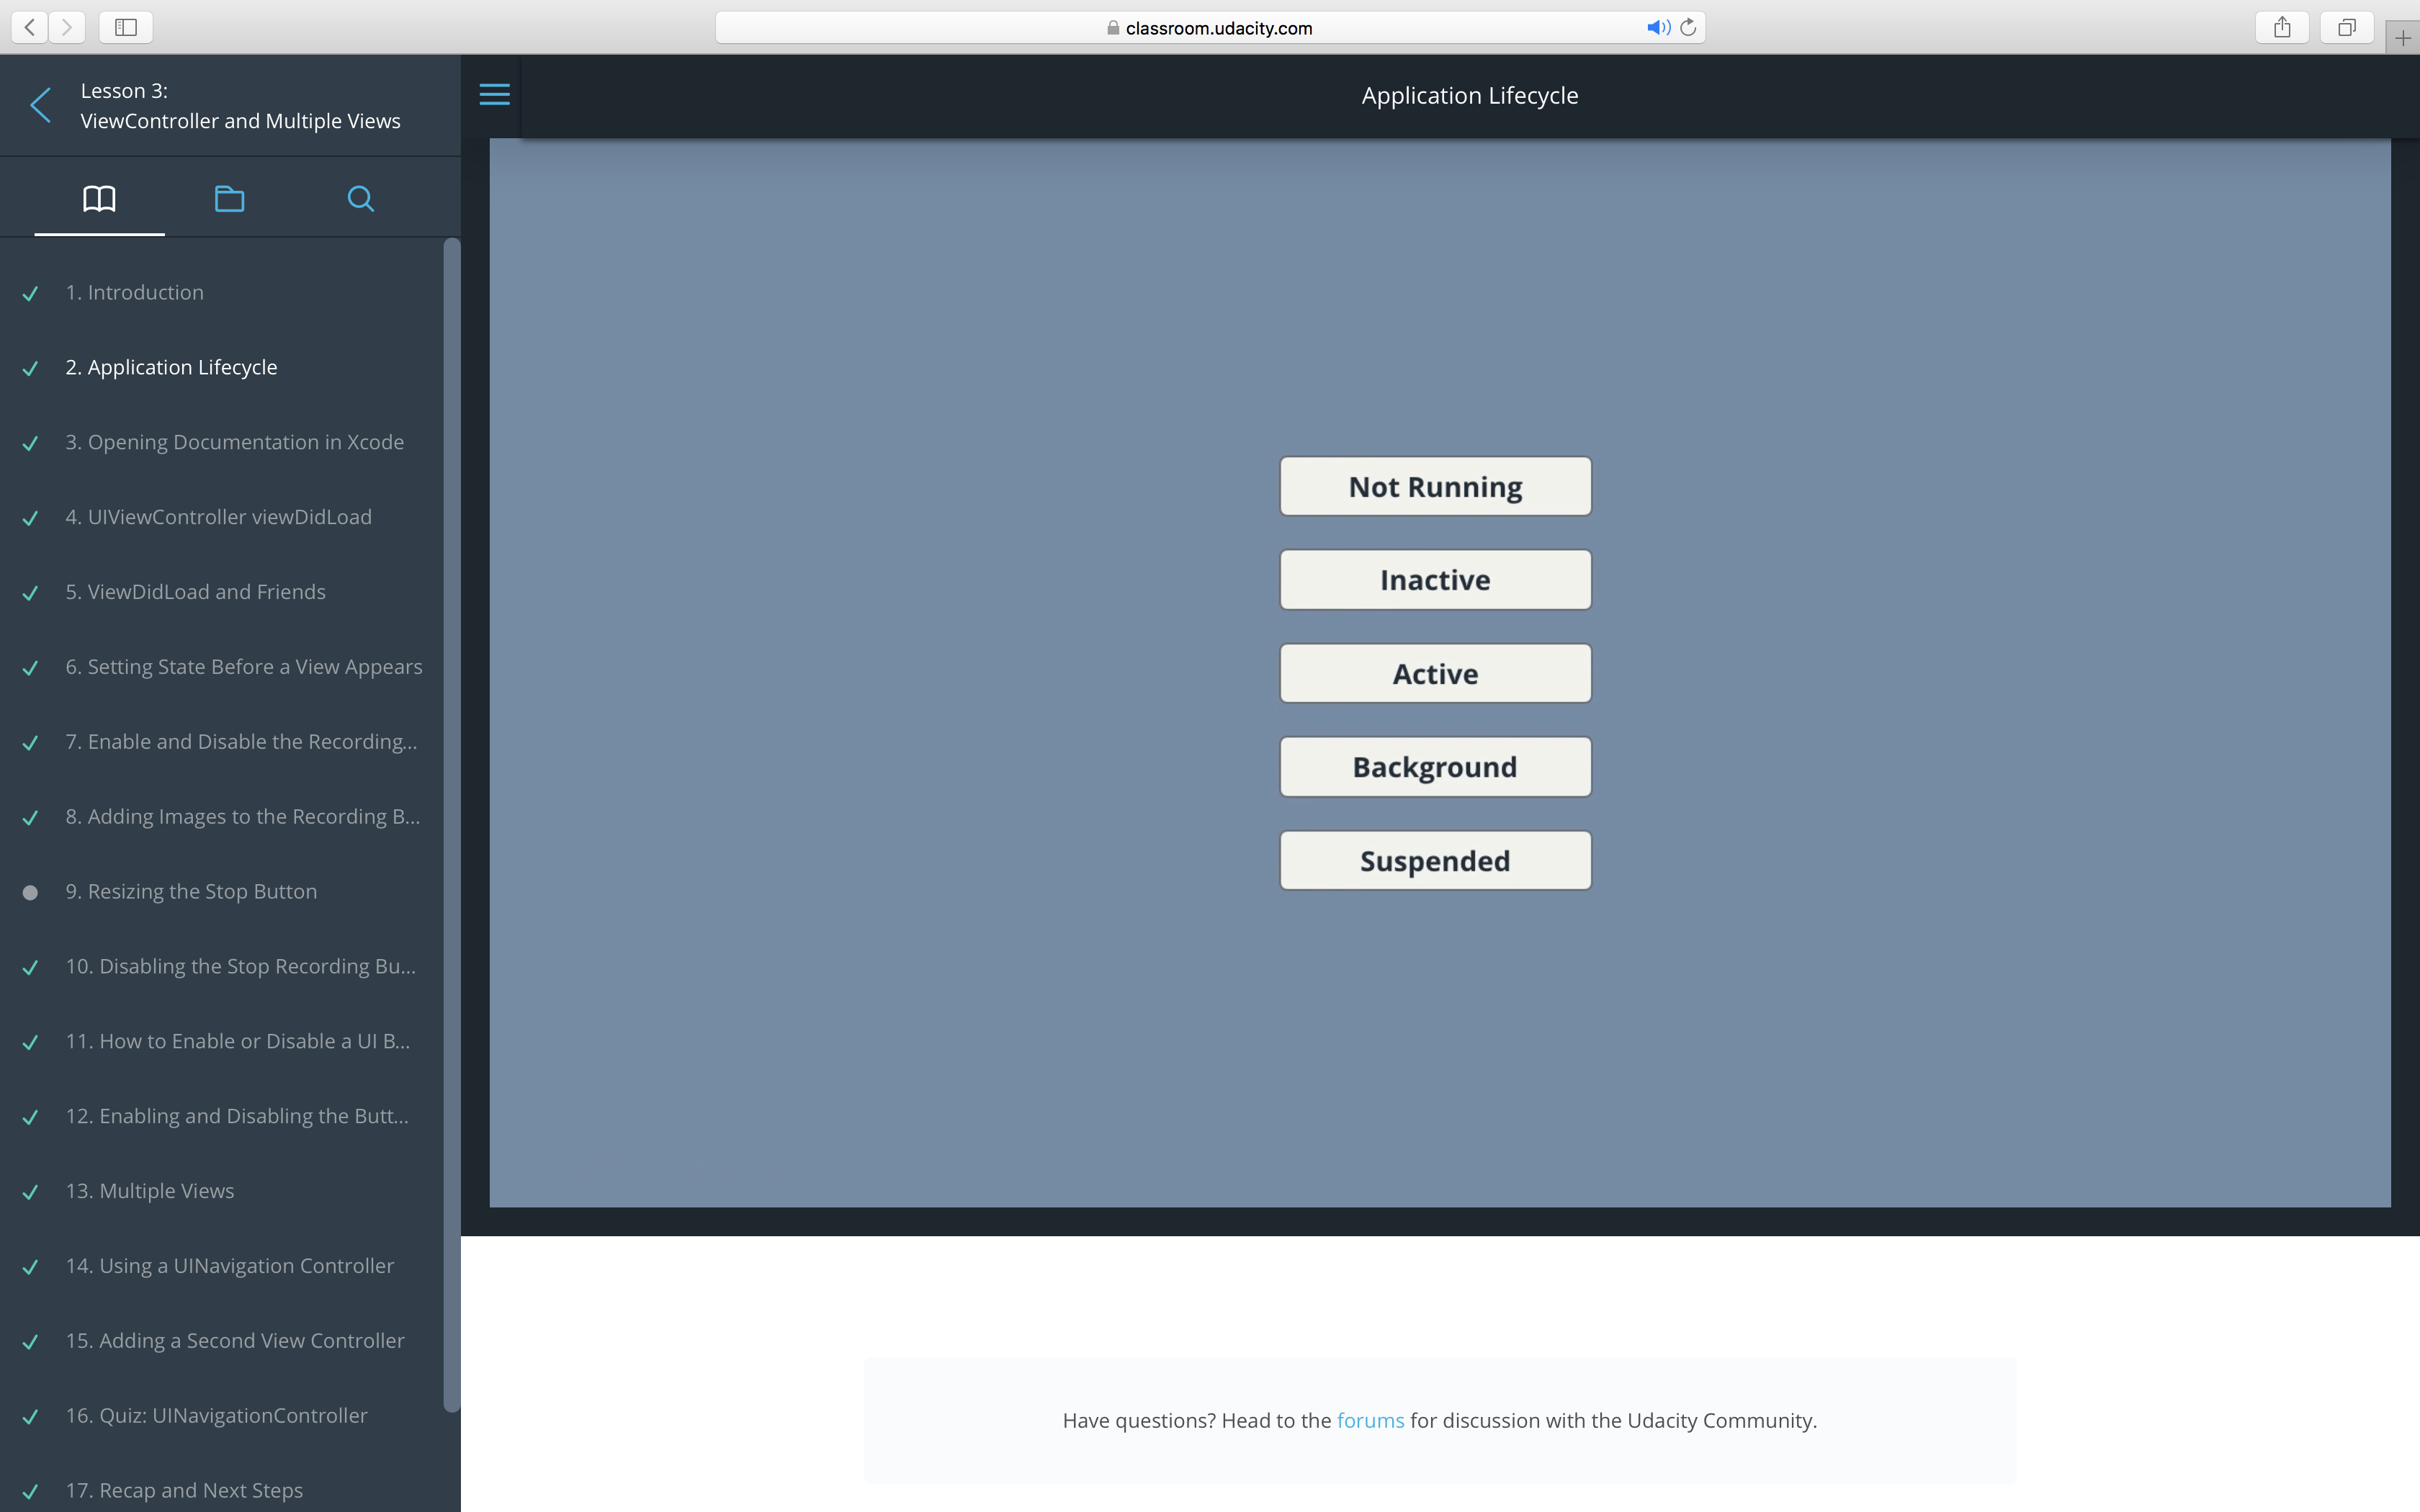 classroom.udacity.com
Lesson 3:
ViewController and Multiple Views
Application Lifecycle
1. Introduction
2. Application Lifecycle
3. Opening Documentation in Xcode
4. UIViewController viewDidLoad
5. ViewDidLoad and Friends
6. Setting State Before a View Appears
7. Enable and Disable the Recording...
8. Adding Images to the Recording B...
9. Resizing the Stop Button
10. Disabling the Stop Recording Bu...
11. How to Enable or Disable a UI B...
12. Enabling and Disabling the Butt...
13. Multiple Views
14. Using a UINavigation Controller
15. Adding a Second View Controller
16. Quiz: UINavigationController
17. Recap and Next Steps
Not Running
Inactive
Active
Background
Suspended
Have questions? Head to the forums for discussion with the Udacity Community.